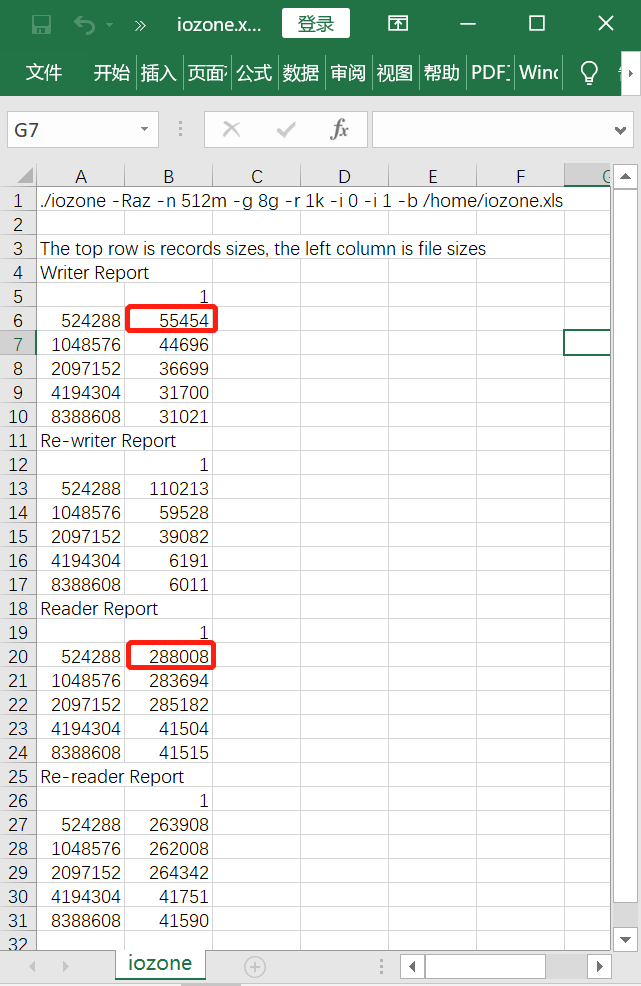 iozone.x... 登录
文件 开始 插入 页面 公式 数据 审阅 视图 帮助 PDF
G7 fx
A B C D E F G
1 ./iozone -Raz -n 512m -g 8g -r 1k -i 0 -i 1 -b /home/iozone.xls
2
3 The top row is records sizes, the left column is file sizes
4 Writer Report
5 1
6 524288 55454
7 1048576 44696
8 2097152 36699
9 4194304 31700
10 8388608 31021
11 Re-writer Report
12 1
13 524288 110213
14 1048576 59528
15 2097152 39082
16 4194304 6191
17 8388608 6011
18 Reader Report
19 1
20 524288 288008
21 1048576 283694
22 2097152 285182
23 4194304 41504
24 8388608 41515
25 Re-reader Report
26 1
27 524288 263908
28 1048576 262008
29 2097152 264342
30 4194304 41751
31 8388608 41590
32
iozone